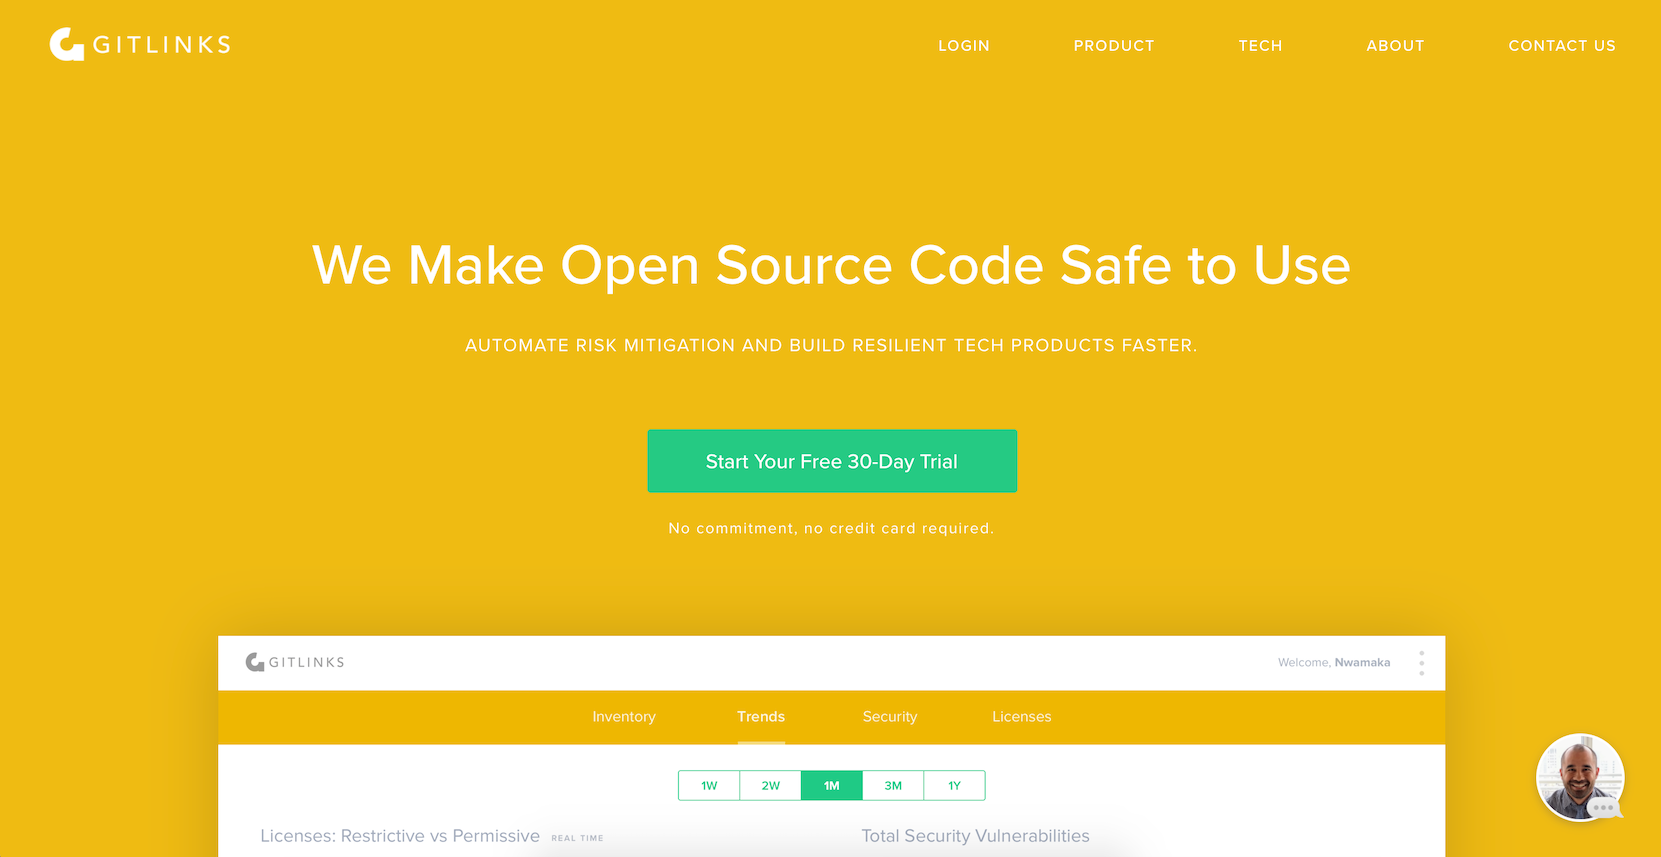 GITLINKS
LOGIN PRODUCT TECH ABOUT CONTACT US
We Make Open Source Code Safe to Use
AUTOMATE RISK MITIGATION AND BUILD RESILIENT TECH PRODUCTS FASTER.
Start Your Free 30-Day Trial
No commitment, no credit card required.
GITLINKS
Welcome, Nwamaka
Inventory Trends Security Licenses
1W 2W 1M 3M 1Y
Licenses: Restrictive vs Permissive REAL TIME
Total Security Vulnerabilities